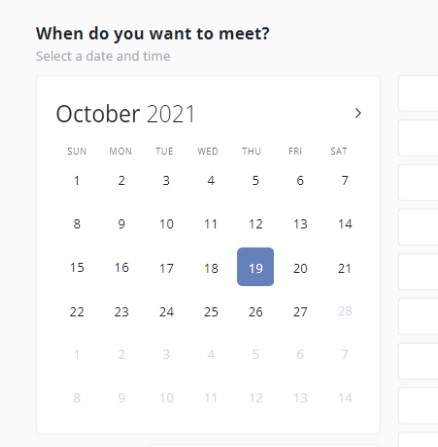 When do you want to meet?
Select a date and time
October 2021 >
SUN MON TUE WED THU FRI SAT
1 2 3 4 5 6 7
8 9 10 11 12 13 14
15 16 17 18 19 20 21
22 23 24 25 26 27 28
1 2 3 4 5 6 7
8 9 10 11 12 13 14